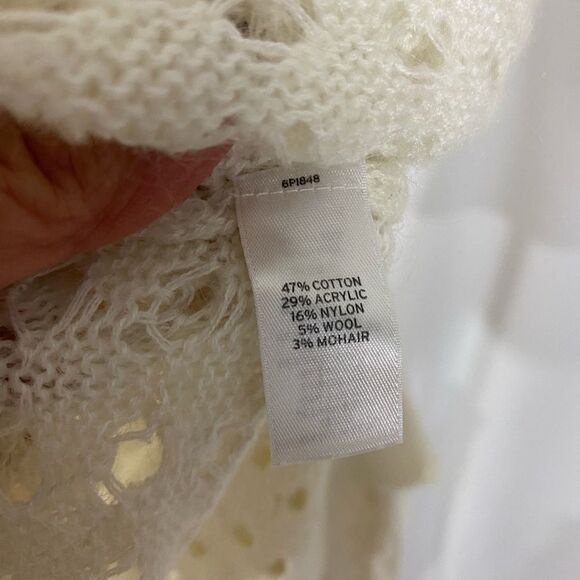 6P1848
47% COTTON
29% ACRYLIC
16% NYLON
5% WOOL
3% MOHAIR